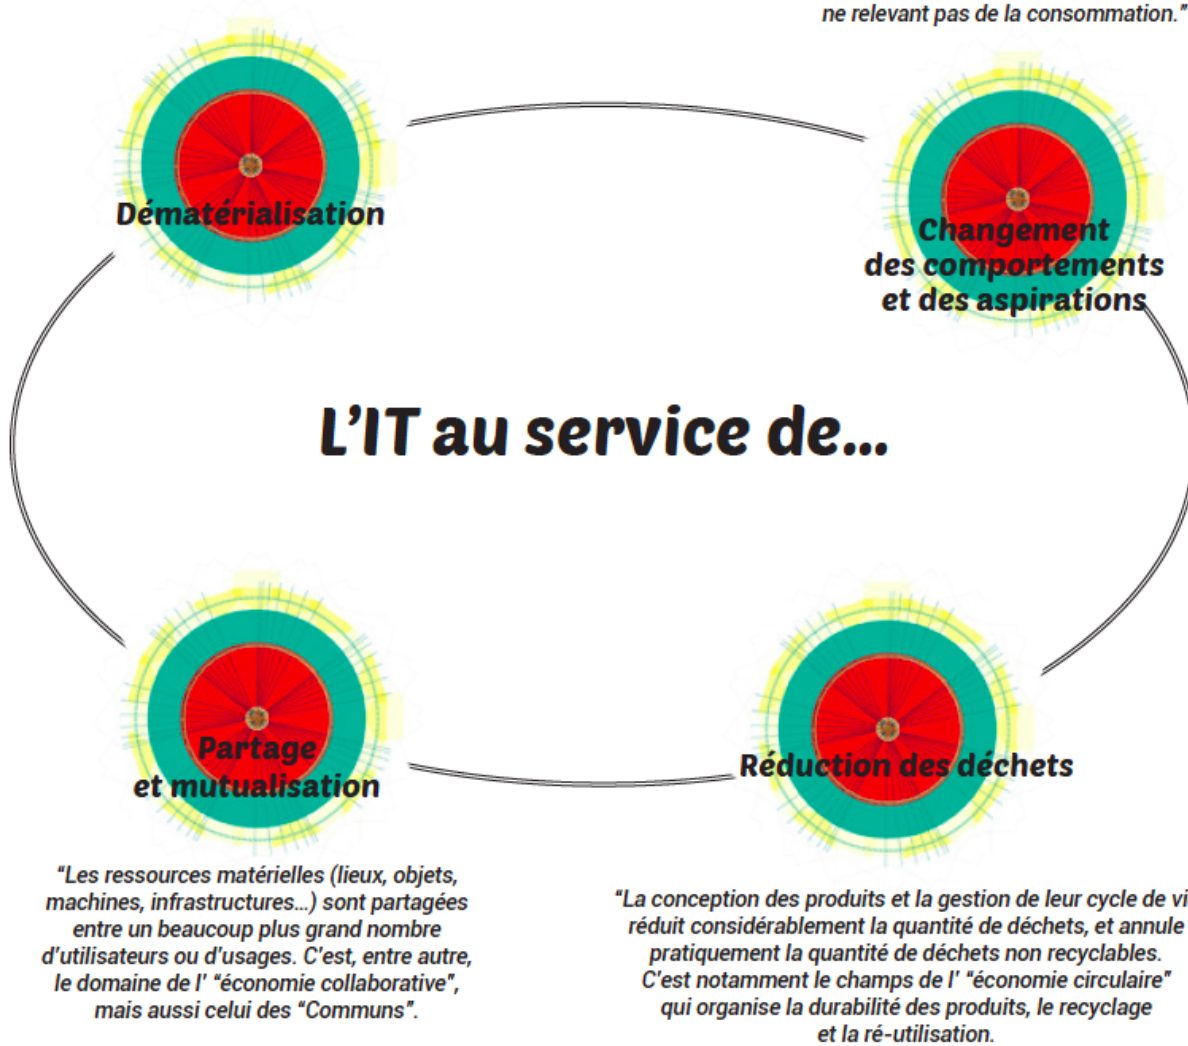 ne relevant pas de la consommation."
Dématérialisation
Changement
des comportements
et des aspirations
L'IT au service de...
Partage
et mutualisation
Réduction des déchets
"Les ressources matérielles (lieux, objets,
machines, infrastructures...) sont partagées
entre un beaucoup plus grand nombre
d'utilisateurs ou d'usages. C'est, entre autre,
le domaine de l' "économie collaborative",
mais aussi celui des "Communs".
"La conception des produits et la gestion de leur cycle de vi
réduit considérablement la quantité de déchets, et annule
pratiquement la quantité de déchets non recyclables.
C'est notamment le champs de l' "économie circulaire"
qui organise la durabilité des produits, le recyclage
et la ré-utilisation.